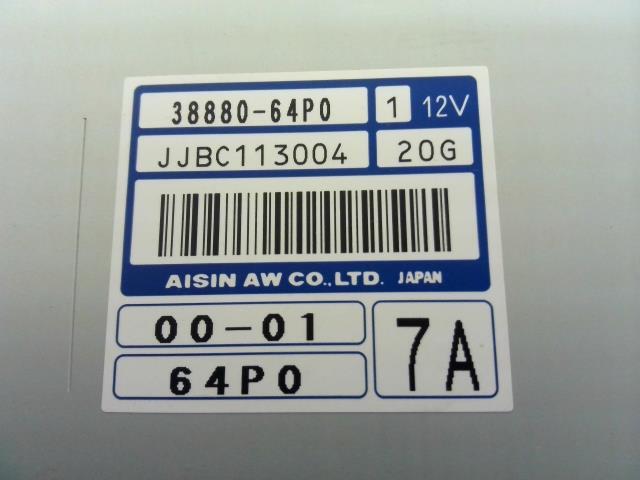 38880-64P0 1 12V
JJBC113004 20G
AISIN AW CO.,LTD. JAPAN
00-01
64P0
7A